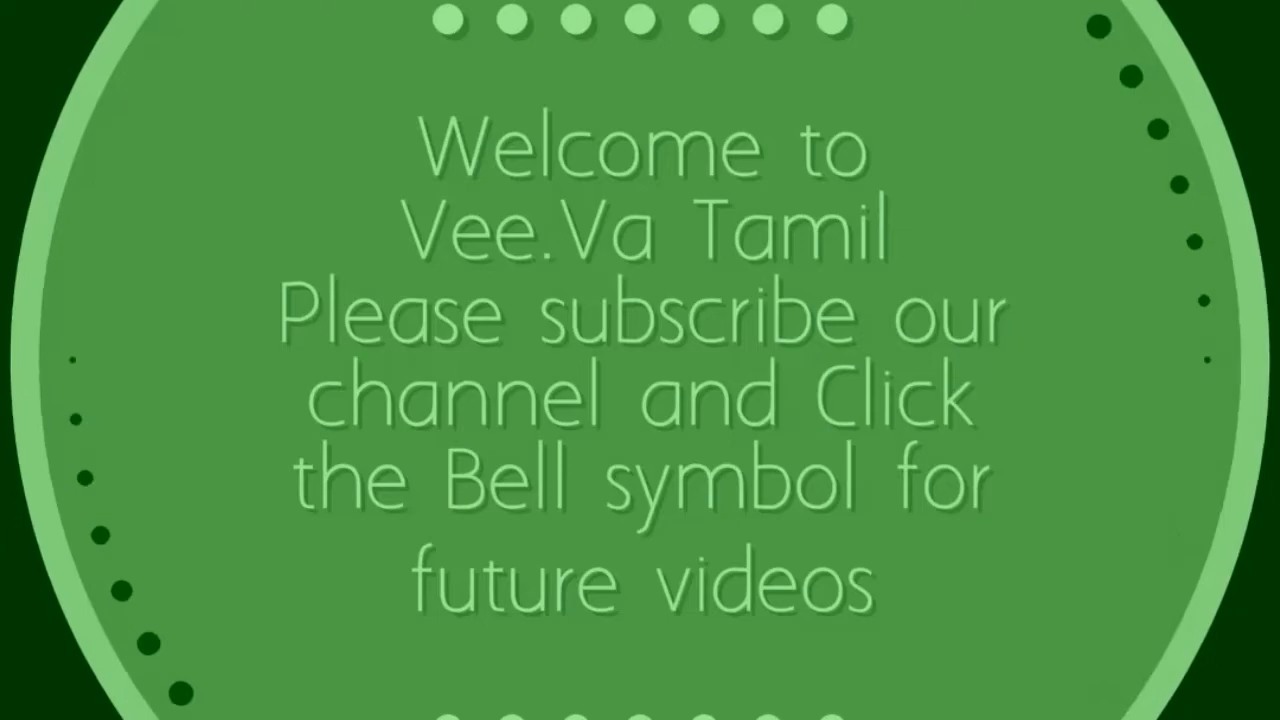 Welcome to
Vee.Va Tamil
Please subscribe our
channel and Click
the Bell symbol for
future videos